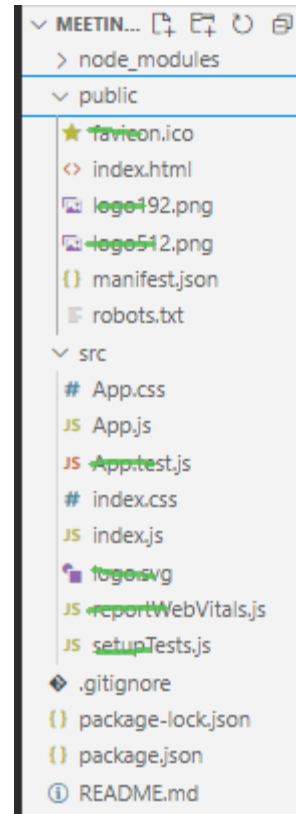 MEETIN...
node_modules
public
favicon.ico
index.html
logo192.png
logo512.png
manifest.json
robots.txt
src
App.css
App.js
App.test.js
index.css
index.js
logo.svg
reportWebVitals.js
setupTests.js
.gitignore
package-lock.json
package.json
README.md